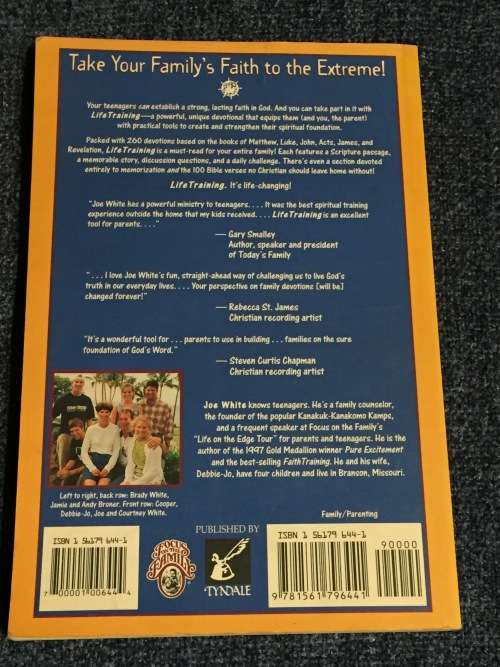 Take Your Family's Faith to the Extreme!
Your teenagers can establish a strong, lasting faith in God. And you can take part in it with
LifeTraining—a powerful, unique devotional that equips them (and you, the parent)
with practical tools to create and strengthen their spiritual foundation.
Packed with 260 devotions based on the books of Matthew, Luke, John, Acts, James, and
Revelation, LifeTraining is a must-read for your entire family! Each features a Scripture passage,
a memorable story, discussion questions, and a daily challenge. There's even a section devoted
entirely to memorization and the 100 Bible verses no Christian should leave home without!
LifeTraining. It's life-changing!
"Joe White has a powerful ministry to teenagers. . . . It was the best spiritual training
experience outside the home that my kids received. . . . LifeTraining is an excellent
tool for parents. . . ."
— Gary Smalley
Author, speaker and president
of Today's Family
". . . I love Joe White's fun, straight-ahead way of challenging us to live God's
truth in our everyday lives. . . . Your perspective on family devotions [will be]
changed forever!"
— Rebecca St. James
Christian recording artist
"It's a wonderful tool for . . . parents to use in building . . . families on the sure
foundation of God's Word."
— Steven Curtis Chapman
Christian recording artist
Joe White knows teenagers. He's a family counselor,
the founder of the popular Kanakuk-Kanakomo Kamps,
and a frequent speaker at Focus on the Family's
"Life on the Edge Tour" for parents and teenagers. He is the
author of the 1997 Gold Medallion winner Pure Excitement
and the best-selling FaithTraining. He and his wife,
Debbie-Jo, have four children and live in Branson, Missouri.
Left to right, back row: Brady White,
Jamie and Andy Broner. Front row: Cooper,
Debbie-Jo, Joe and Courtney White.
Family/Parenting
ISBN 1 56179 644-1
7 00001 00644 4
FOCUS
ON THE
FAMILY
PUBLISHED BY
TYNDALE
ISBN 1 56179 644-1
90000
9 781561 796441